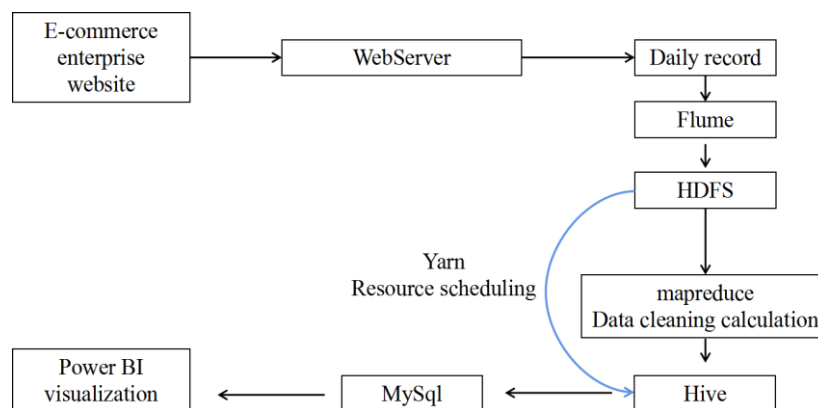 E-commerce
enterprise
website
WebServer
Daily record
Flume
HDFS
Yarn
Resource scheduling
mapreduce
Data cleaning calculation
Power BI
visualization
MySql
Hive